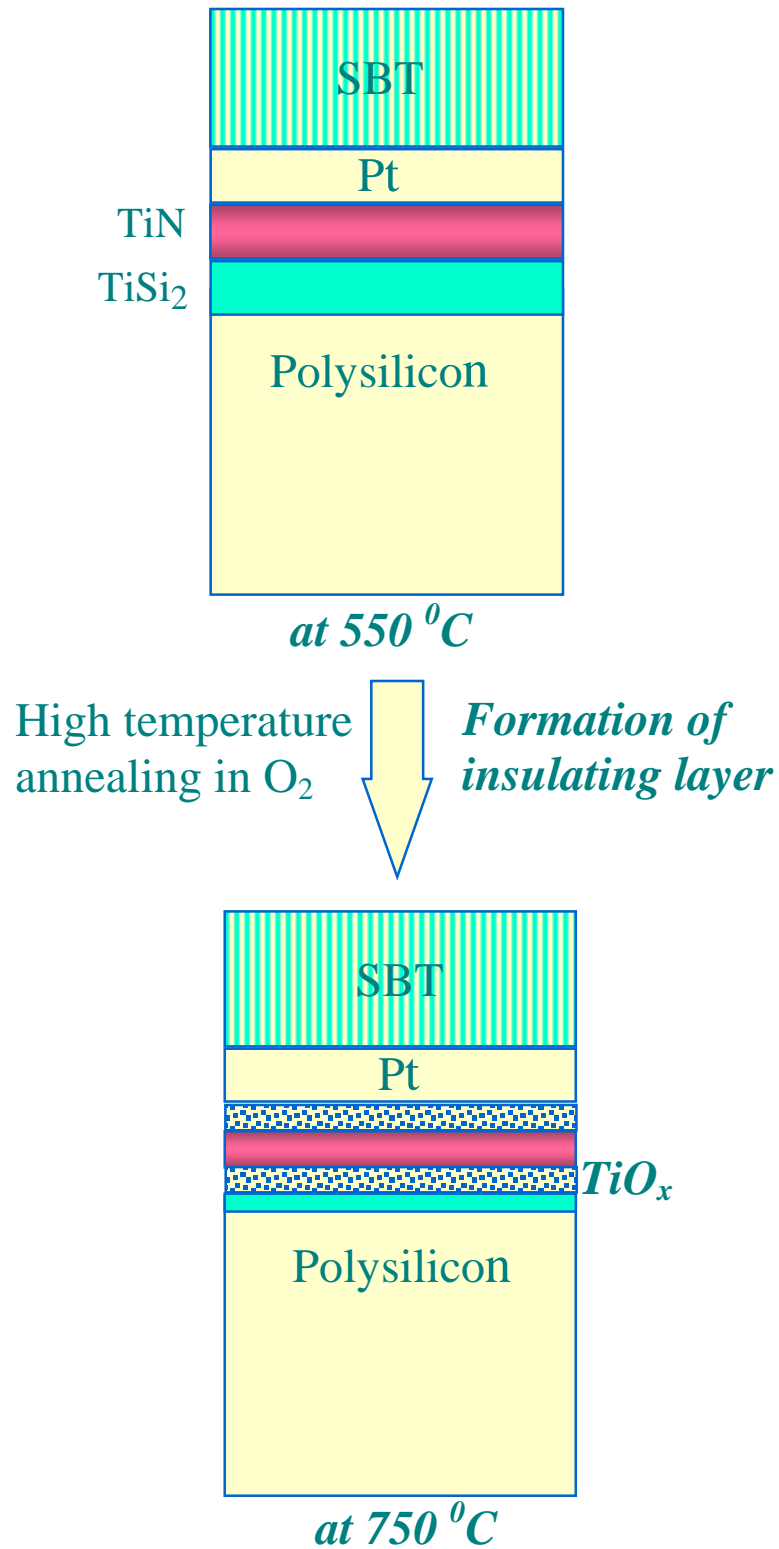 SBT
Pt
TiN
TiSi₂
Polysilicon
at 550 ⁰C
High temperature
annealing in O₂
Formation of
insulating layer
SBT
Pt
TiOₓ
Polysilicon
at 750 ⁰C